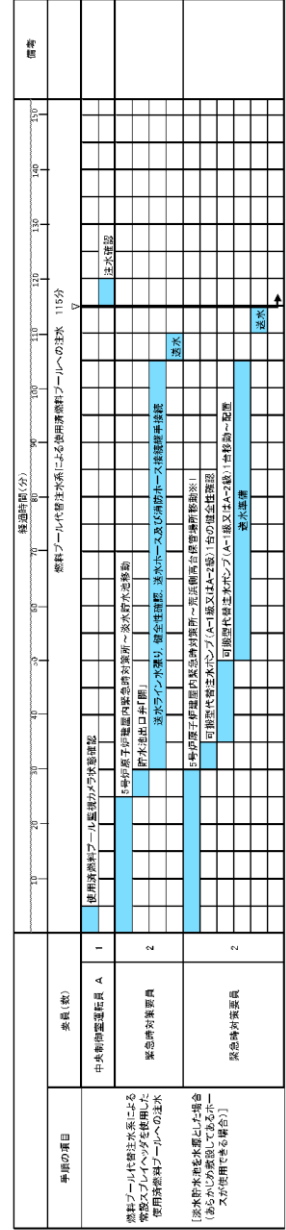 経過時間(分)
備考
10 20 30 40 50 60 70 80 90 100 110 120 130 140 150
手順の項目
要員(数)
燃料プール代替注水系による使用済燃料プールへの注水 115分
燃料プール代替注水系による
常設スプレイヘッダを使用した
使用済燃料プールへの注水
[淡水貯水池を水源とした場合
(あらかじめ敷設してあるホー
スが使用できる場合)]
中央制御室運転員 A
1
使用済燃料プール監視カメラ状態確認
注水確認
緊急時対策要員
2
5号炉原子炉建屋内緊急時対策所～淡水貯水池移動
貯水池出口弁「開」
送水ライン水張り、健全性確認、送水ホース及び消防ホース接続継手接続
送水
緊急時対策要員
2
5号炉原子炉建屋内緊急時対策所～荒浜側高台保管場所移動※1
可搬型代替注水ポンプ(A-1級又はA-2級)1台の健全性確認
可搬型代替注水ポンプ(A-1級又はA-2級)1台移動～配置
送水準備
送水